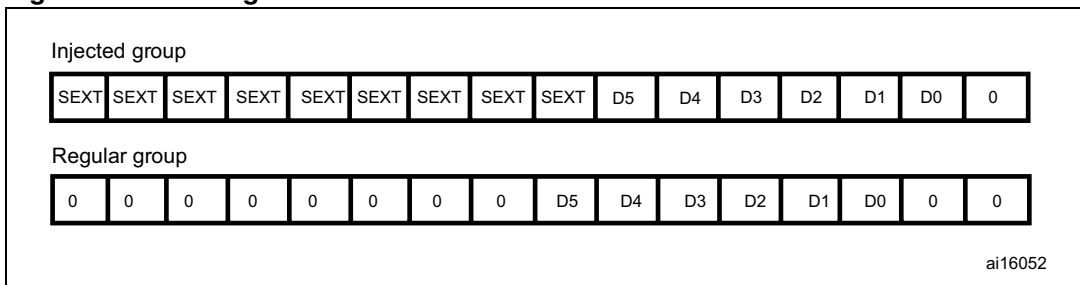 Injected group
SEXT SEXT SEXT SEXT SEXT SEXT SEXT SEXT SEXT D5 D4 D3 D2 D1 D0 0
Regular group
0 0 0 0 0 0 0 0 D5 D4 D3 D2 D1 D0 0 0
ai16052